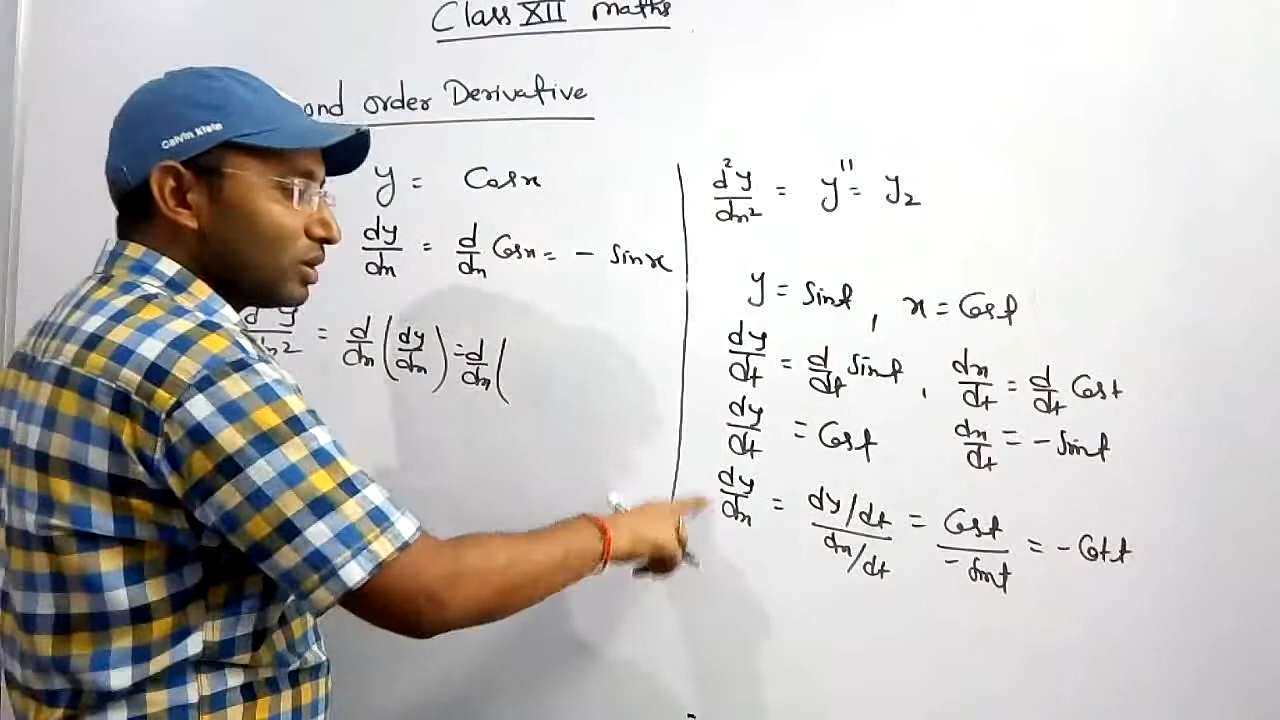 Class XII maths
ond order Derivative
Calvin Klein
y = Cosx
dy/dx = d/dx Cosx = - Sinx
d²y/dx² = d/dx (dy/dx) = d/dx (
d²y/dx² = y'' = y₂
y = Sint, x = Cost
dy/dt = d/dt Sint, dx/dt = d/dt Cost
dy/dt = Cost dx/dt = - Sint
dy/dx = dy/dt / dx/dt = Cost / - Sint = - Cot t